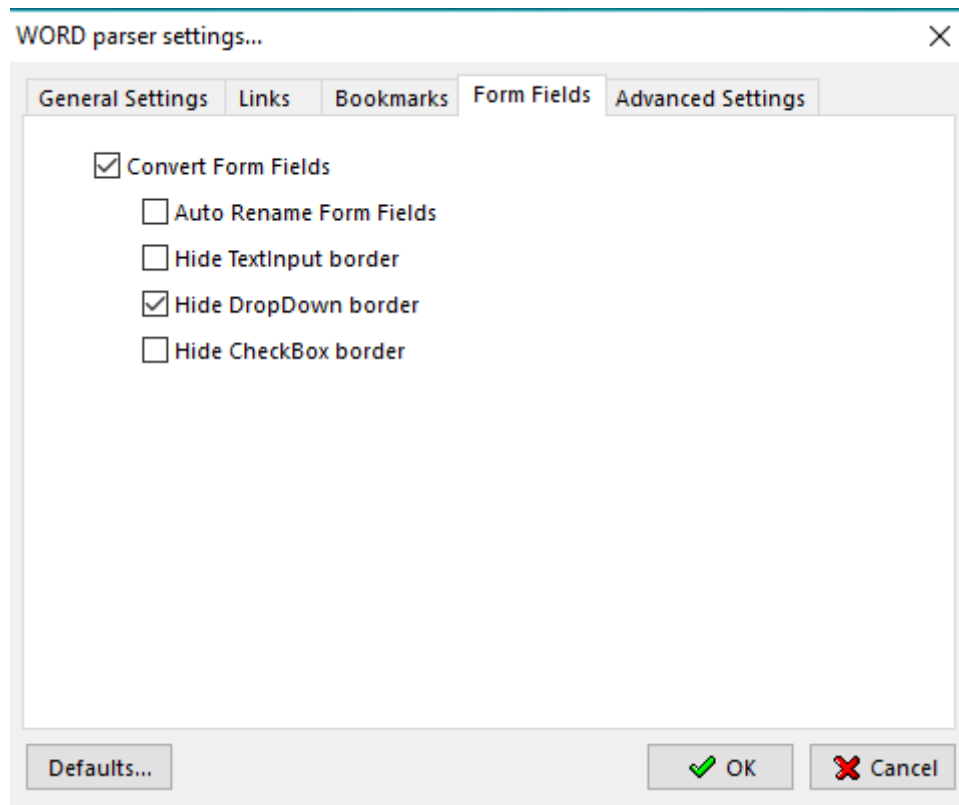 WORD parser settings...
General Settings Links Bookmarks Form Fields Advanced Settings
Convert Form Fields
Auto Rename Form Fields
Hide TextInput border
Hide DropDown border
Hide CheckBox border
Defaults... OK Cancel